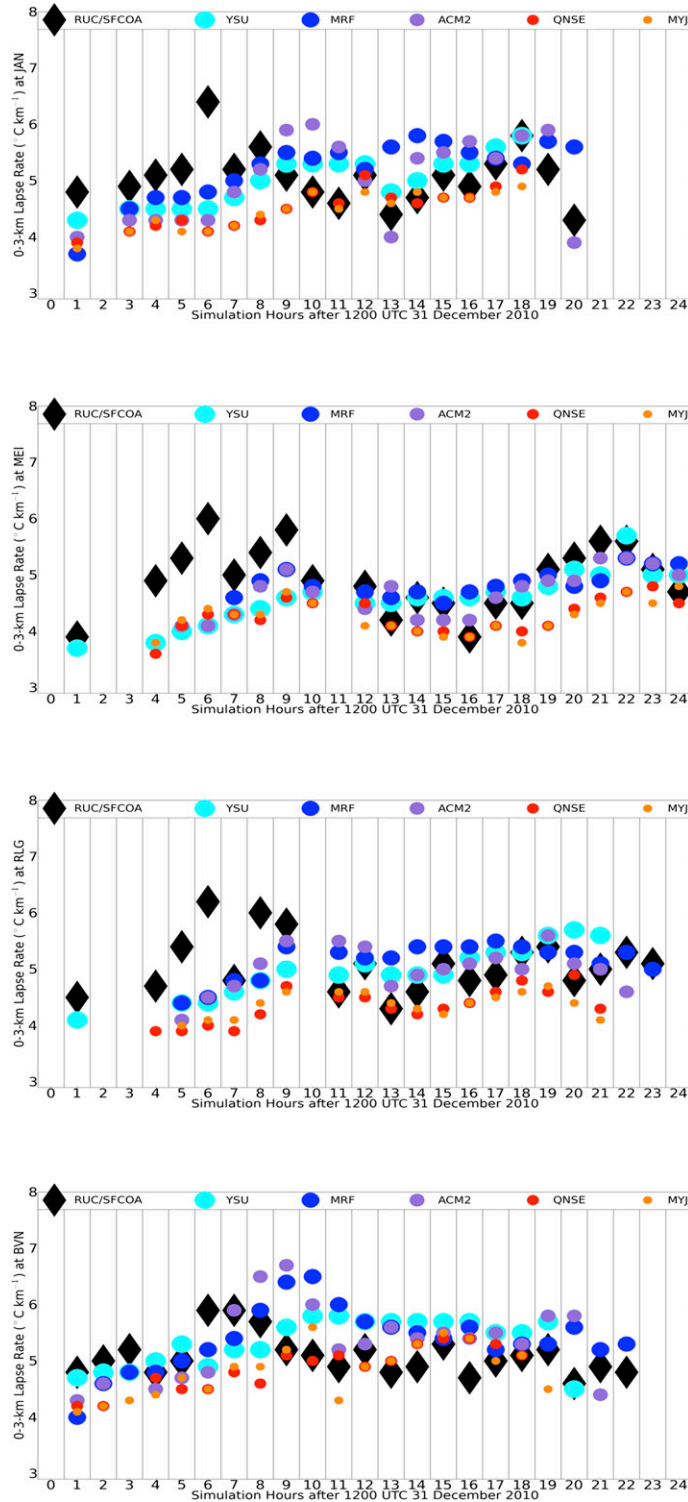 8
RUC/SFCOA YSU MRF ACM2 QNSE MYJ
7
6
5
4
3
0-3-km Lapse Rate (°C km⁻¹) at JAN
0 1 2 3 4 5 6 7 8 9 10 11 12 13 14 15 16 17 18 19 20 21 22 23 24
Simulation Hours after 1200 UTC 31 December 2010
8
RUC/SFCOA YSU MRF ACM2 QNSE MYJ
7
6
5
4
3
0-3-km Lapse Rate (°C km⁻¹) at MEI
0 1 2 3 4 5 6 7 8 9 10 11 12 13 14 15 16 17 18 19 20 21 22 23 24
Simulation Hours after 1200 UTC 31 December 2010
8
RUC/SFCOA YSU MRF ACM2 QNSE MYJ
7
6
5
4
3
0-3-km Lapse Rate (°C km⁻¹) at RLG
0 1 2 3 4 5 6 7 8 9 10 11 12 13 14 15 16 17 18 19 20 21 22 23 24
Simulation Hours after 1200 UTC 31 December 2010
8
RUC/SFCOA YSU MRF ACM2 QNSE MYJ
7
6
5
4
3
0-3-km Lapse Rate (°C km⁻¹) at BVN
0 1 2 3 4 5 6 7 8 9 10 11 12 13 14 15 16 17 18 19 20 21 22 23 24
Simulation Hours after 1200 UTC 31 December 2010